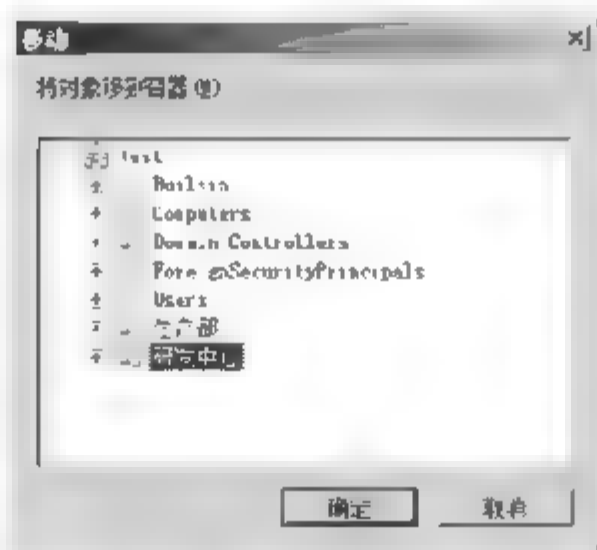 移动
将对象移到容器(M)
test
Builtin
Computers
Domain Controllers
ForeignSecurityPrincipals
Users
生产部
研发中心
确定 取消